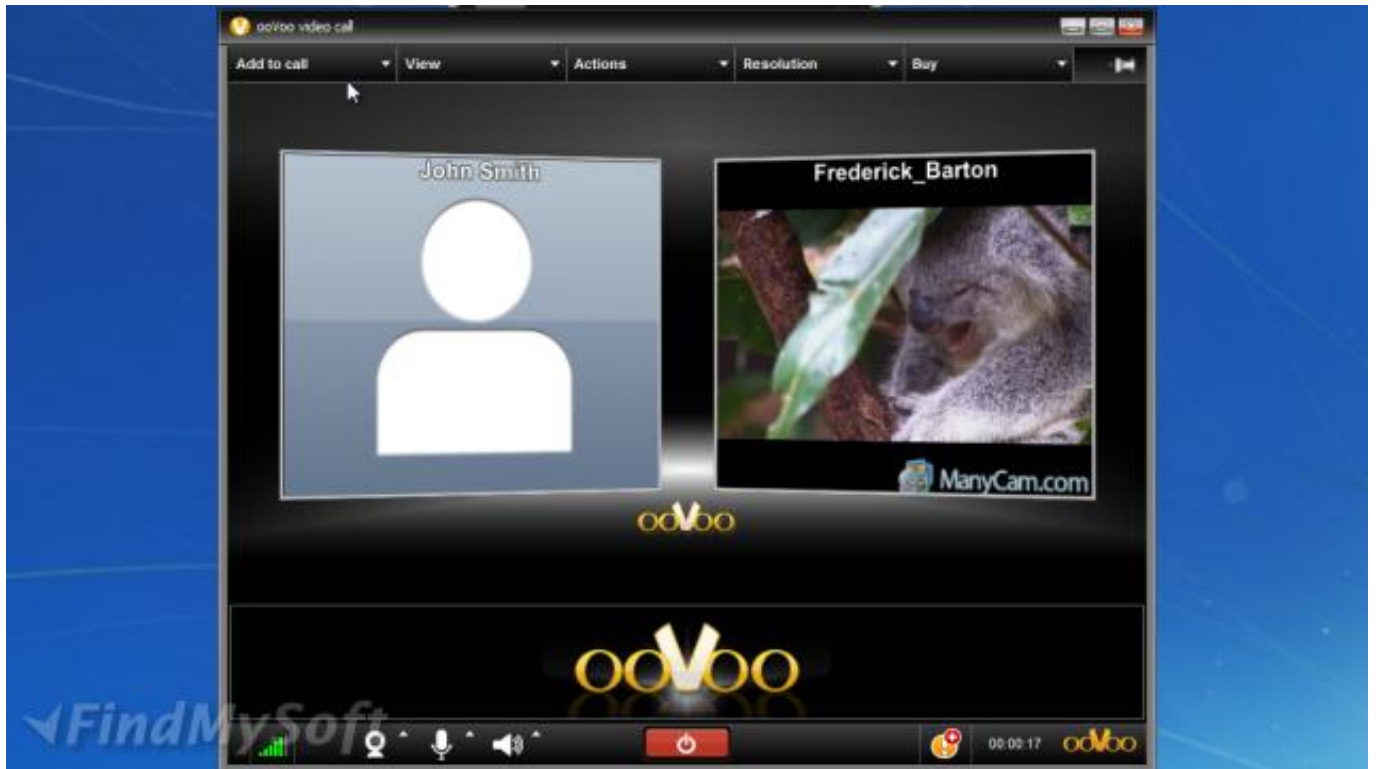 ooVoo video call
Add to call View Actions Resolution Buy
John Smith
Frederick_Barton
ManyCam.com
ooVoo
ooVoo
FindMySoft
00:00:17 ooVoo